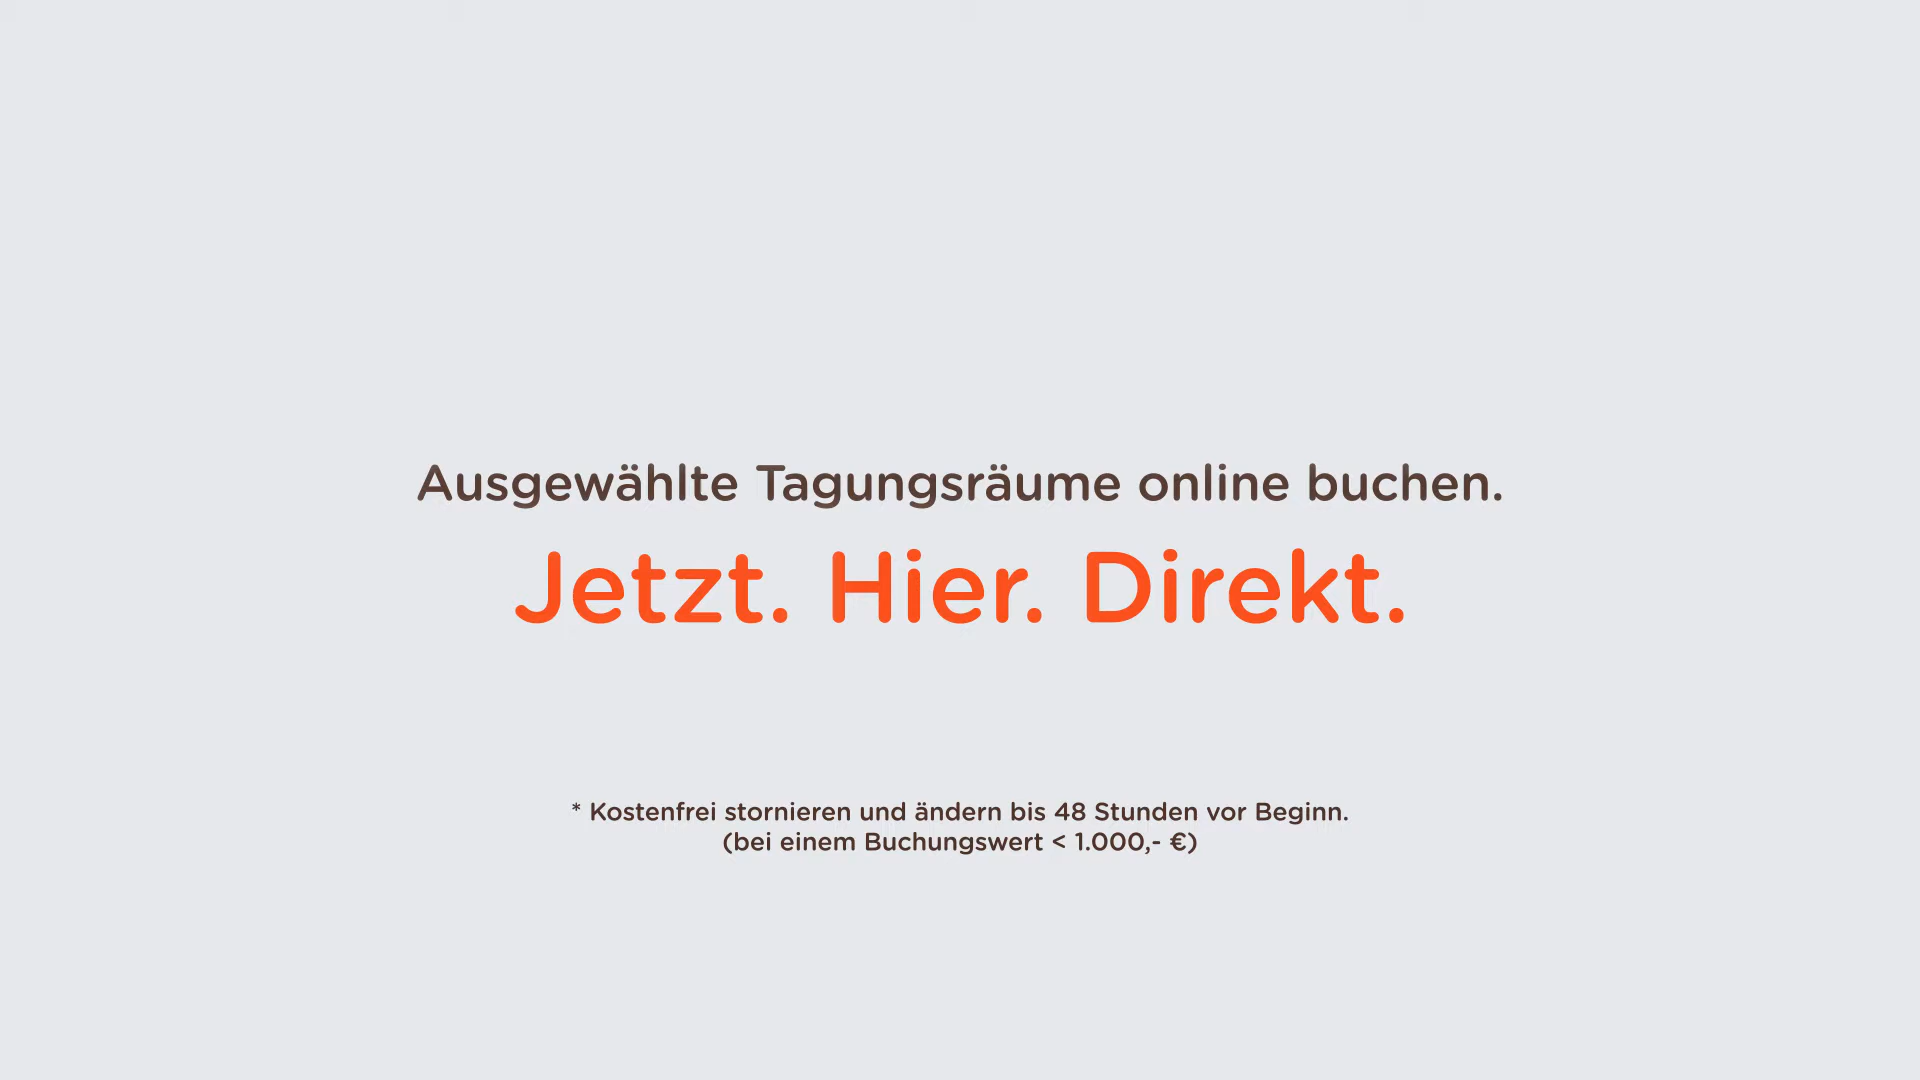 Ausgewählte Tagungsräume online buchen.
Jetzt. Hier. Direkt.
* Kostenfrei stornieren und ändern bis 48 Stunden vor Beginn.
(bei einem Buchungswert < 1.000,- €)